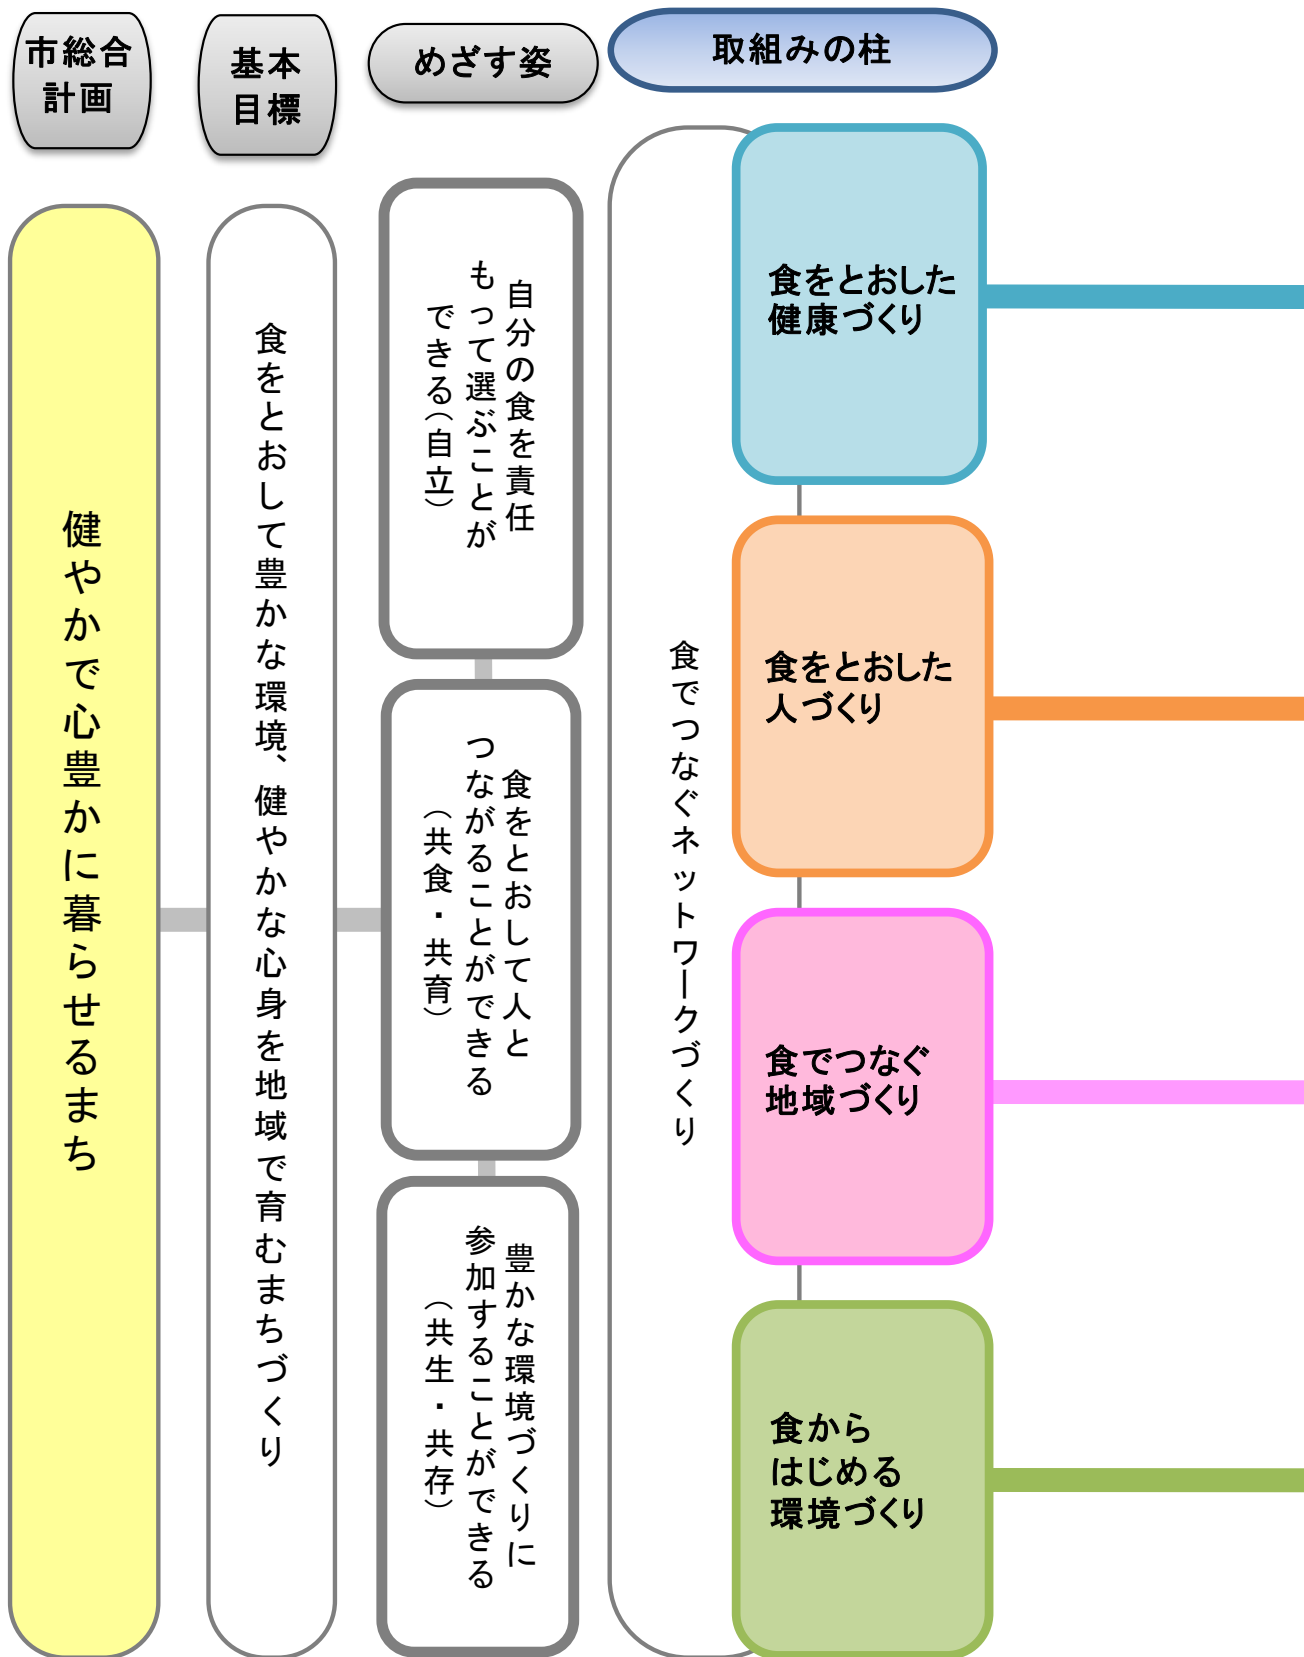 市総合
計画
基本
目標
めざす姿
取組みの柱
健やかで心豊かに暮らせるまち
食をとおして豊かな環境、健やかな心身を地域で育むまちづくり
自分の食を責任
もって選ぶことが
できる（自立）
食をとおして人と
つながることができる
（共食・共育）
豊かな環境づくりに
参加することができる
（共生・共存）
食でつなぐネットワークづくり
食をとおした
健康づくり
食をとおした
人づくり
食でつなぐ
地域づくり
食から
はじめる
環境づくり